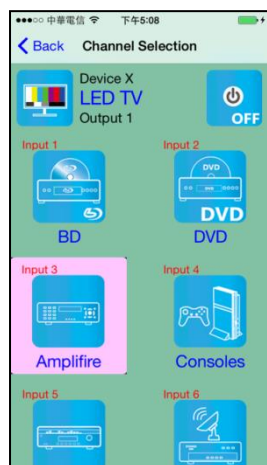 中華電信 下午5:08
Back Channel Selection
Device X
LED TV
Output 1
OFF
Input 1 Input 2
DVD
DVD
BD DVD
Input 3 Input 4
Amplifire Consoles
Input 5 Input 6